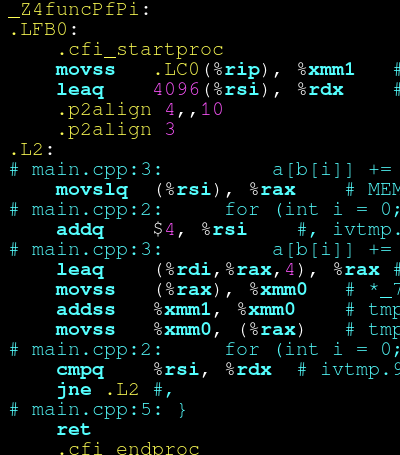 _Z4funcPfPi:
.LFB0:
.cfi_startproc
movss .LC0(%rip), %xmm1 #
leaq 4096(%rsi), %rdx #
.p2align 4,,10
.p2align 3
.L2:
# main.cpp:3: a[b[i]] +=
movslq (%rsi), %rax # MEM
# main.cpp:2: for (int i = 0;
addq $4, %rsi #, ivtmp.
# main.cpp:3: a[b[i]] +=
leaq (%rdi,%rax,4), %rax #
movss (%rax), %xmm0 # *_7
addss %xmm1, %xmm0 # tmp
movss %xmm0, (%rax) # tmp
# main.cpp:2: for (int i = 0;
cmpq %rsi, %rdx # ivtmp.9
jne .L2 #,
# main.cpp:5: }
ret
.cfi_endproc